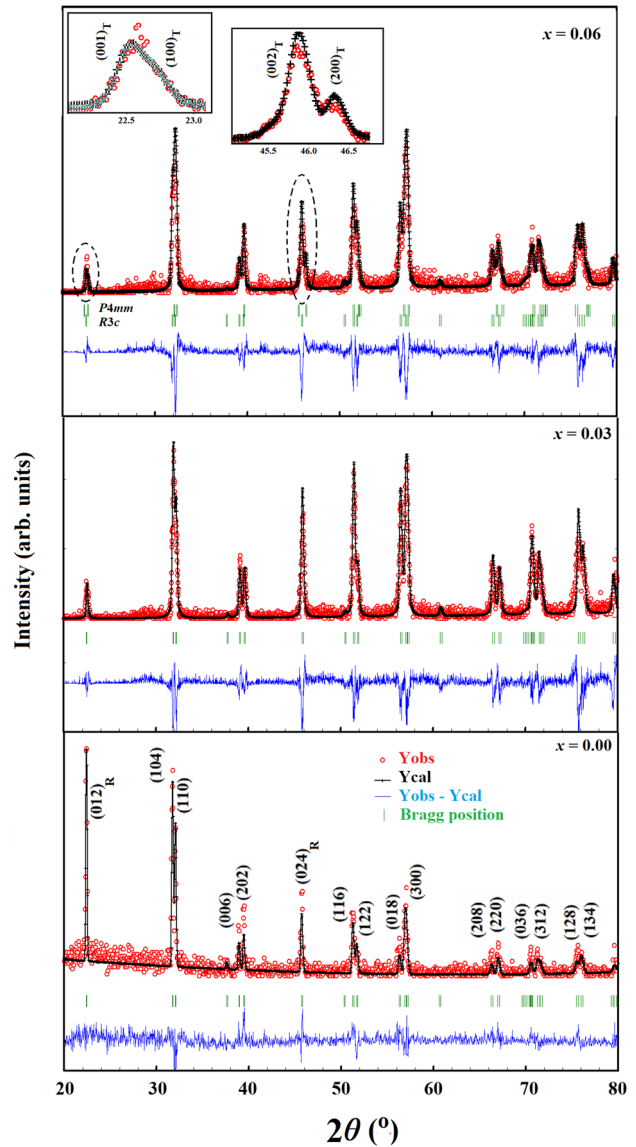 (001)T
(100)T
22.5 23.0
(002)T
(200)T
45.5 46.0 46.5
x = 0.06
P4mm
R3c
x = 0.03
x = 0.00
Yobs
Ycal
Yobs - Ycal
Bragg position
(012)R
(104)
(110)
(006)
(202)
(024)R
(116)
(122)
(018)
(300)
(208)
(220)
(036)
(312)
(128)
(134)
20 30 40 50 60 70 80
2θ (º)
Intensity (arb. units)